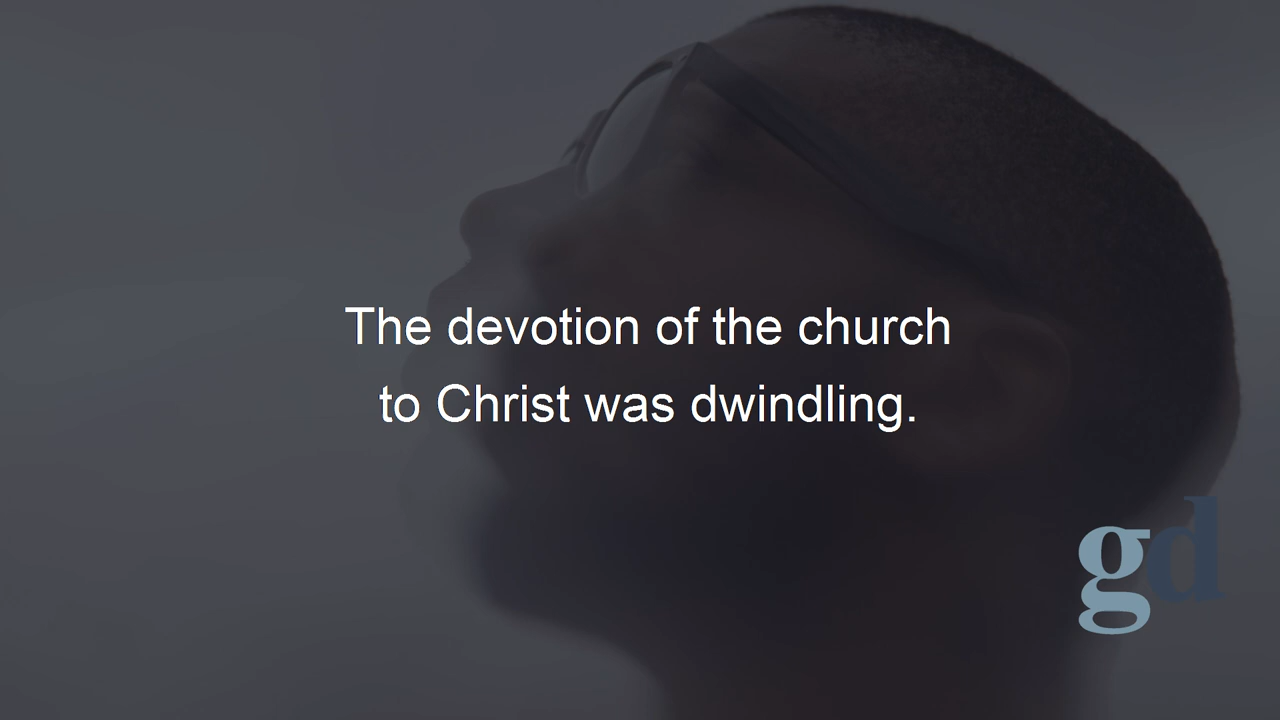 The devotion of the church
to Christ was dwindling.
gd